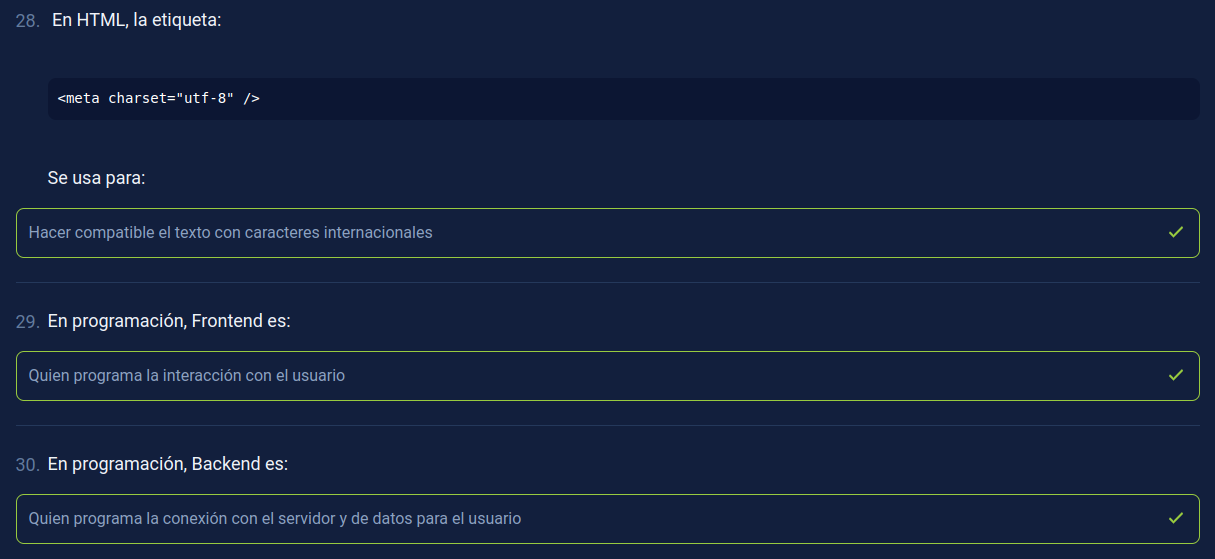 28. En HTML, la etiqueta:
<meta charset="utf-8" />
Se usa para:
Hacer compatible el texto con caracteres internacionales
29. En programación, Frontend es:
Quien programa la interacción con el usuario
30. En programación, Backend es:
Quien programa la conexión con el servidor y de datos para el usuario